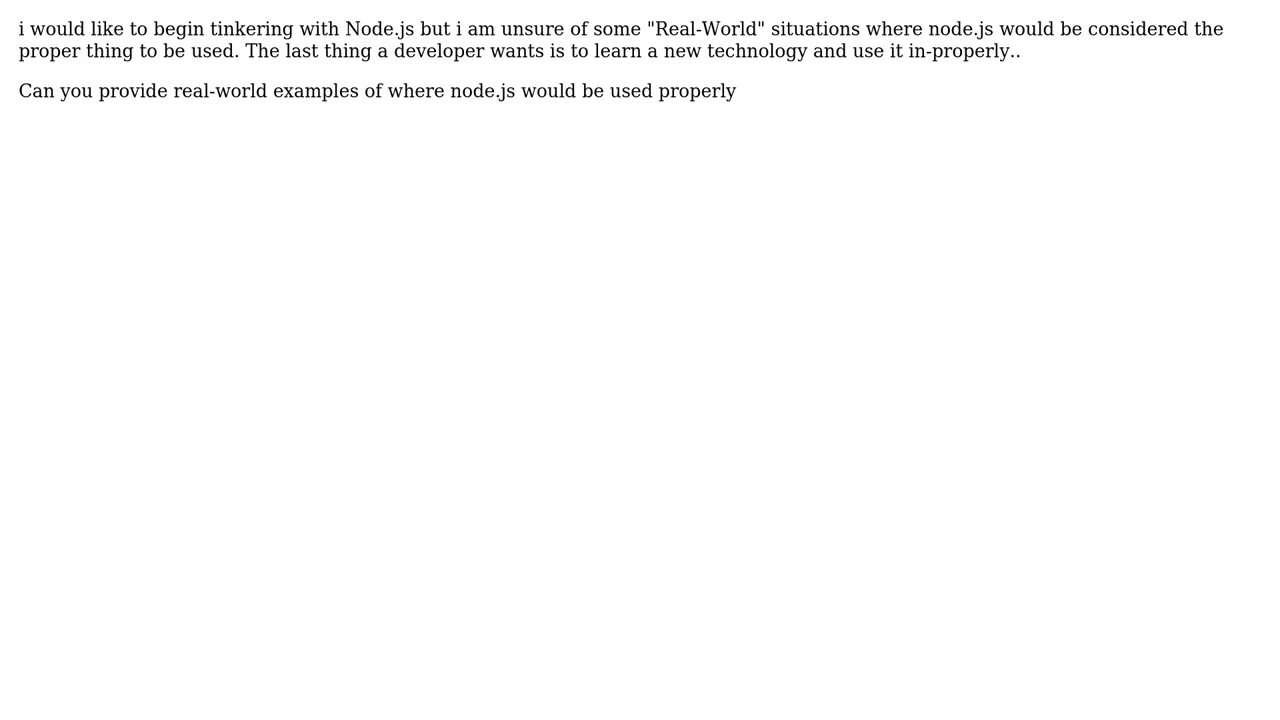 i would like to begin tinkering with Node.js but i am unsure of some "Real-World" situations where node.js would be considered the
proper thing to be used. The last thing a developer wants is to learn a new technology and use it in-properly..
Can you provide real-world examples of where node.js would be used properly